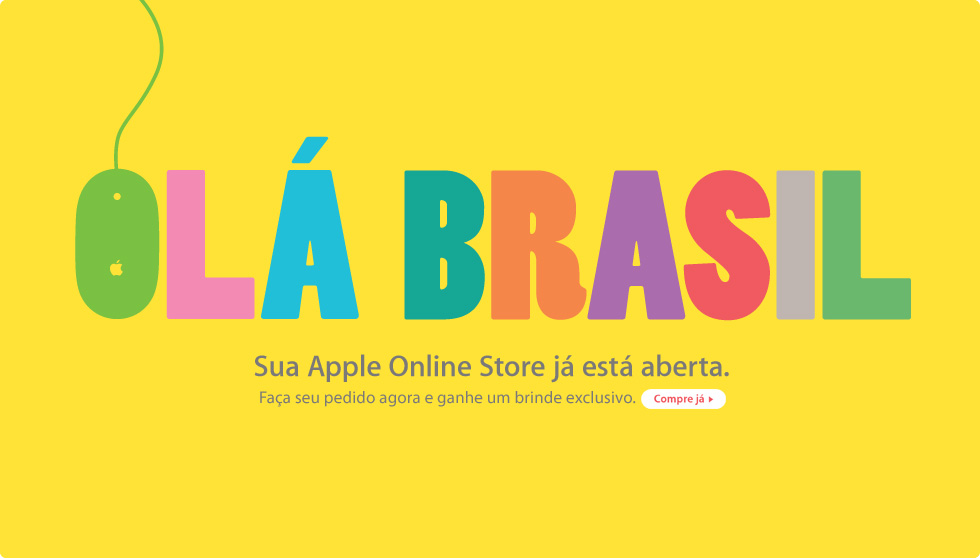 OLÁ BRASIL
Sua Apple Online Store já está aberta.
Faça seu pedido agora e ganhe um brinde exclusivo. Compre já